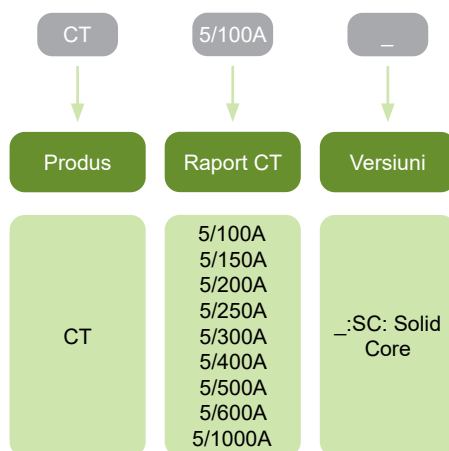 CT
5/100A
_
Produs
Raport CT
Versiuni
CT
5/100A
5/150A
5/200A
5/250A
5/300A
5/400A
5/500A
5/600A
5/1000A
_:SC: Solid
Core